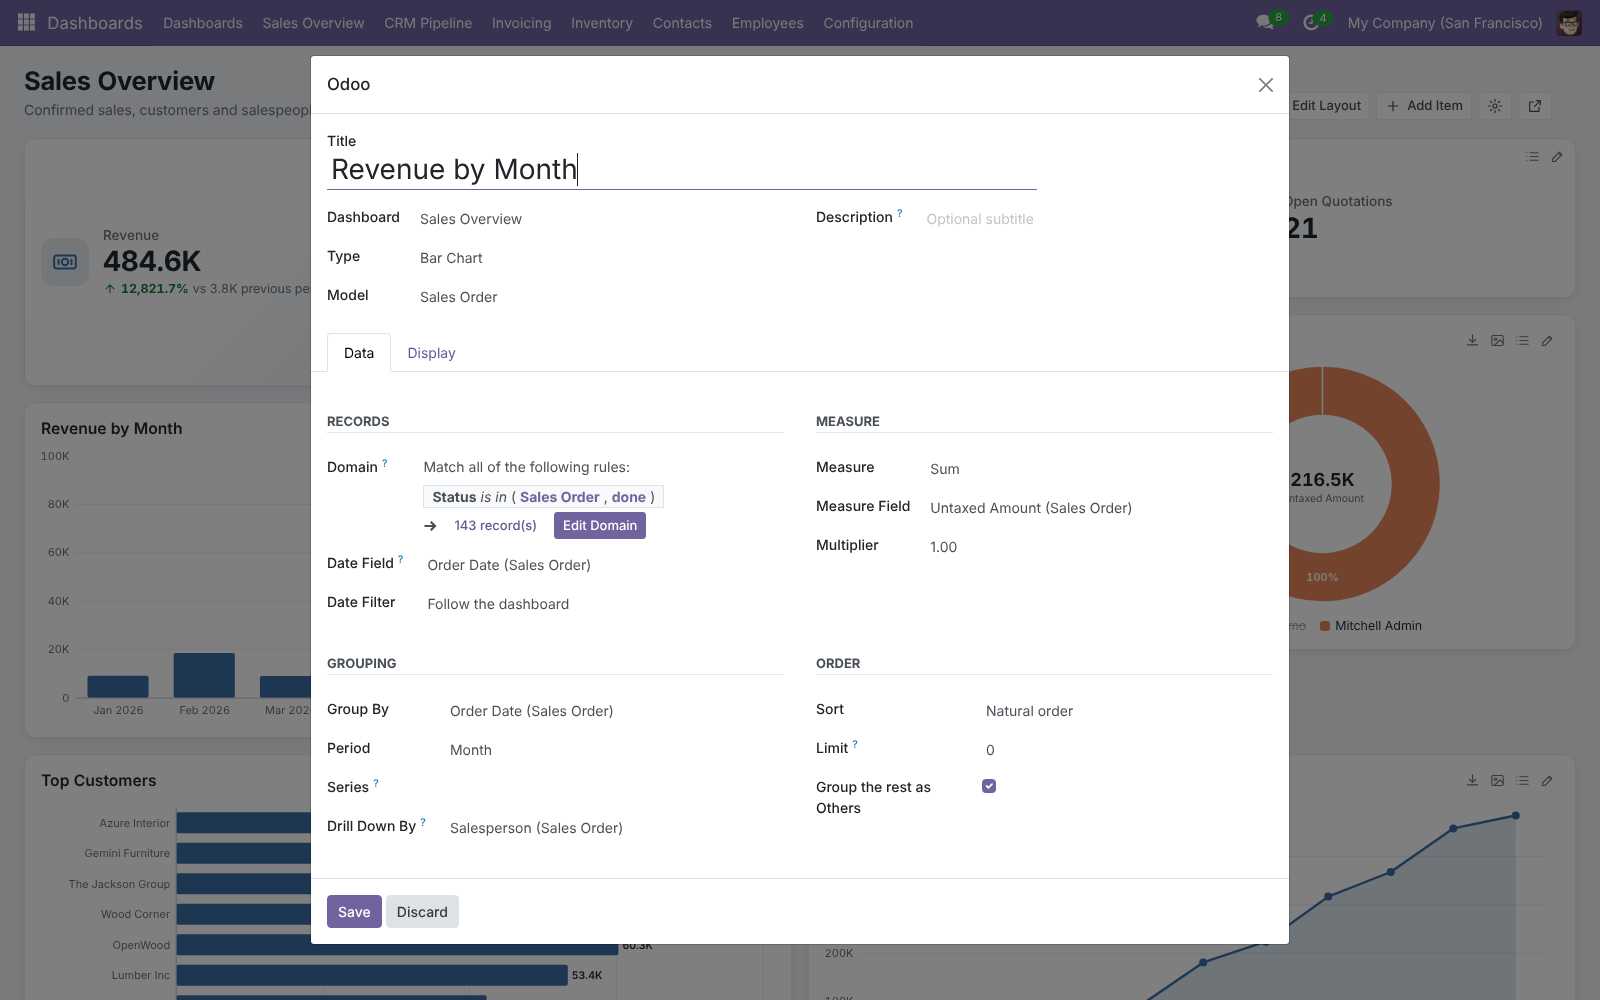 Dashboards
Dashboards Sales Overview CRM Pipeline Invoicing Inventory Contacts Employees Configuration
8
4
My Company (San Francisco)
Sales Overview
Confirmed sales, customers and
Edit Layout
Add Item
Odoo
Title
Revenue by Month
Dashboard Sales Overview
Description ? Optional subtitle
Type Bar Chart
Model Sales Order
Data Display
RECORDS
Domain ? Match all of the following rules:
Status is in ( Sales Order , done )
143 record(s) Edit Domain
Date Field ? Order Date (Sales Order)
Date Filter Follow the dashboard
MEASURE
Measure Sum
Measure Field Untaxed Amount (Sales Order)
Multiplier 1.00
GROUPING
Group By Order Date (Sales Order)
Period Month
Series ?
Drill Down By ? Salesperson (Sales Order)
ORDER
Sort Natural order
Limit ? 0
Group the rest as
Others
Save Discard
Revenue
484.6K
12,821.7% vs 3.8K previous
Open Quotations
21
Revenue by Month
100K
80K
60K
40K
20K
0
Jan 2026 Feb 2026 Mar
216.5K
Amount
100%
Mitchell Admin
Top Customers
Azure Interior
Gemini Furniture
The Jackson Group
Wood Corner
OpenWood
60.3K
Lumber Inc
53.4K
200K